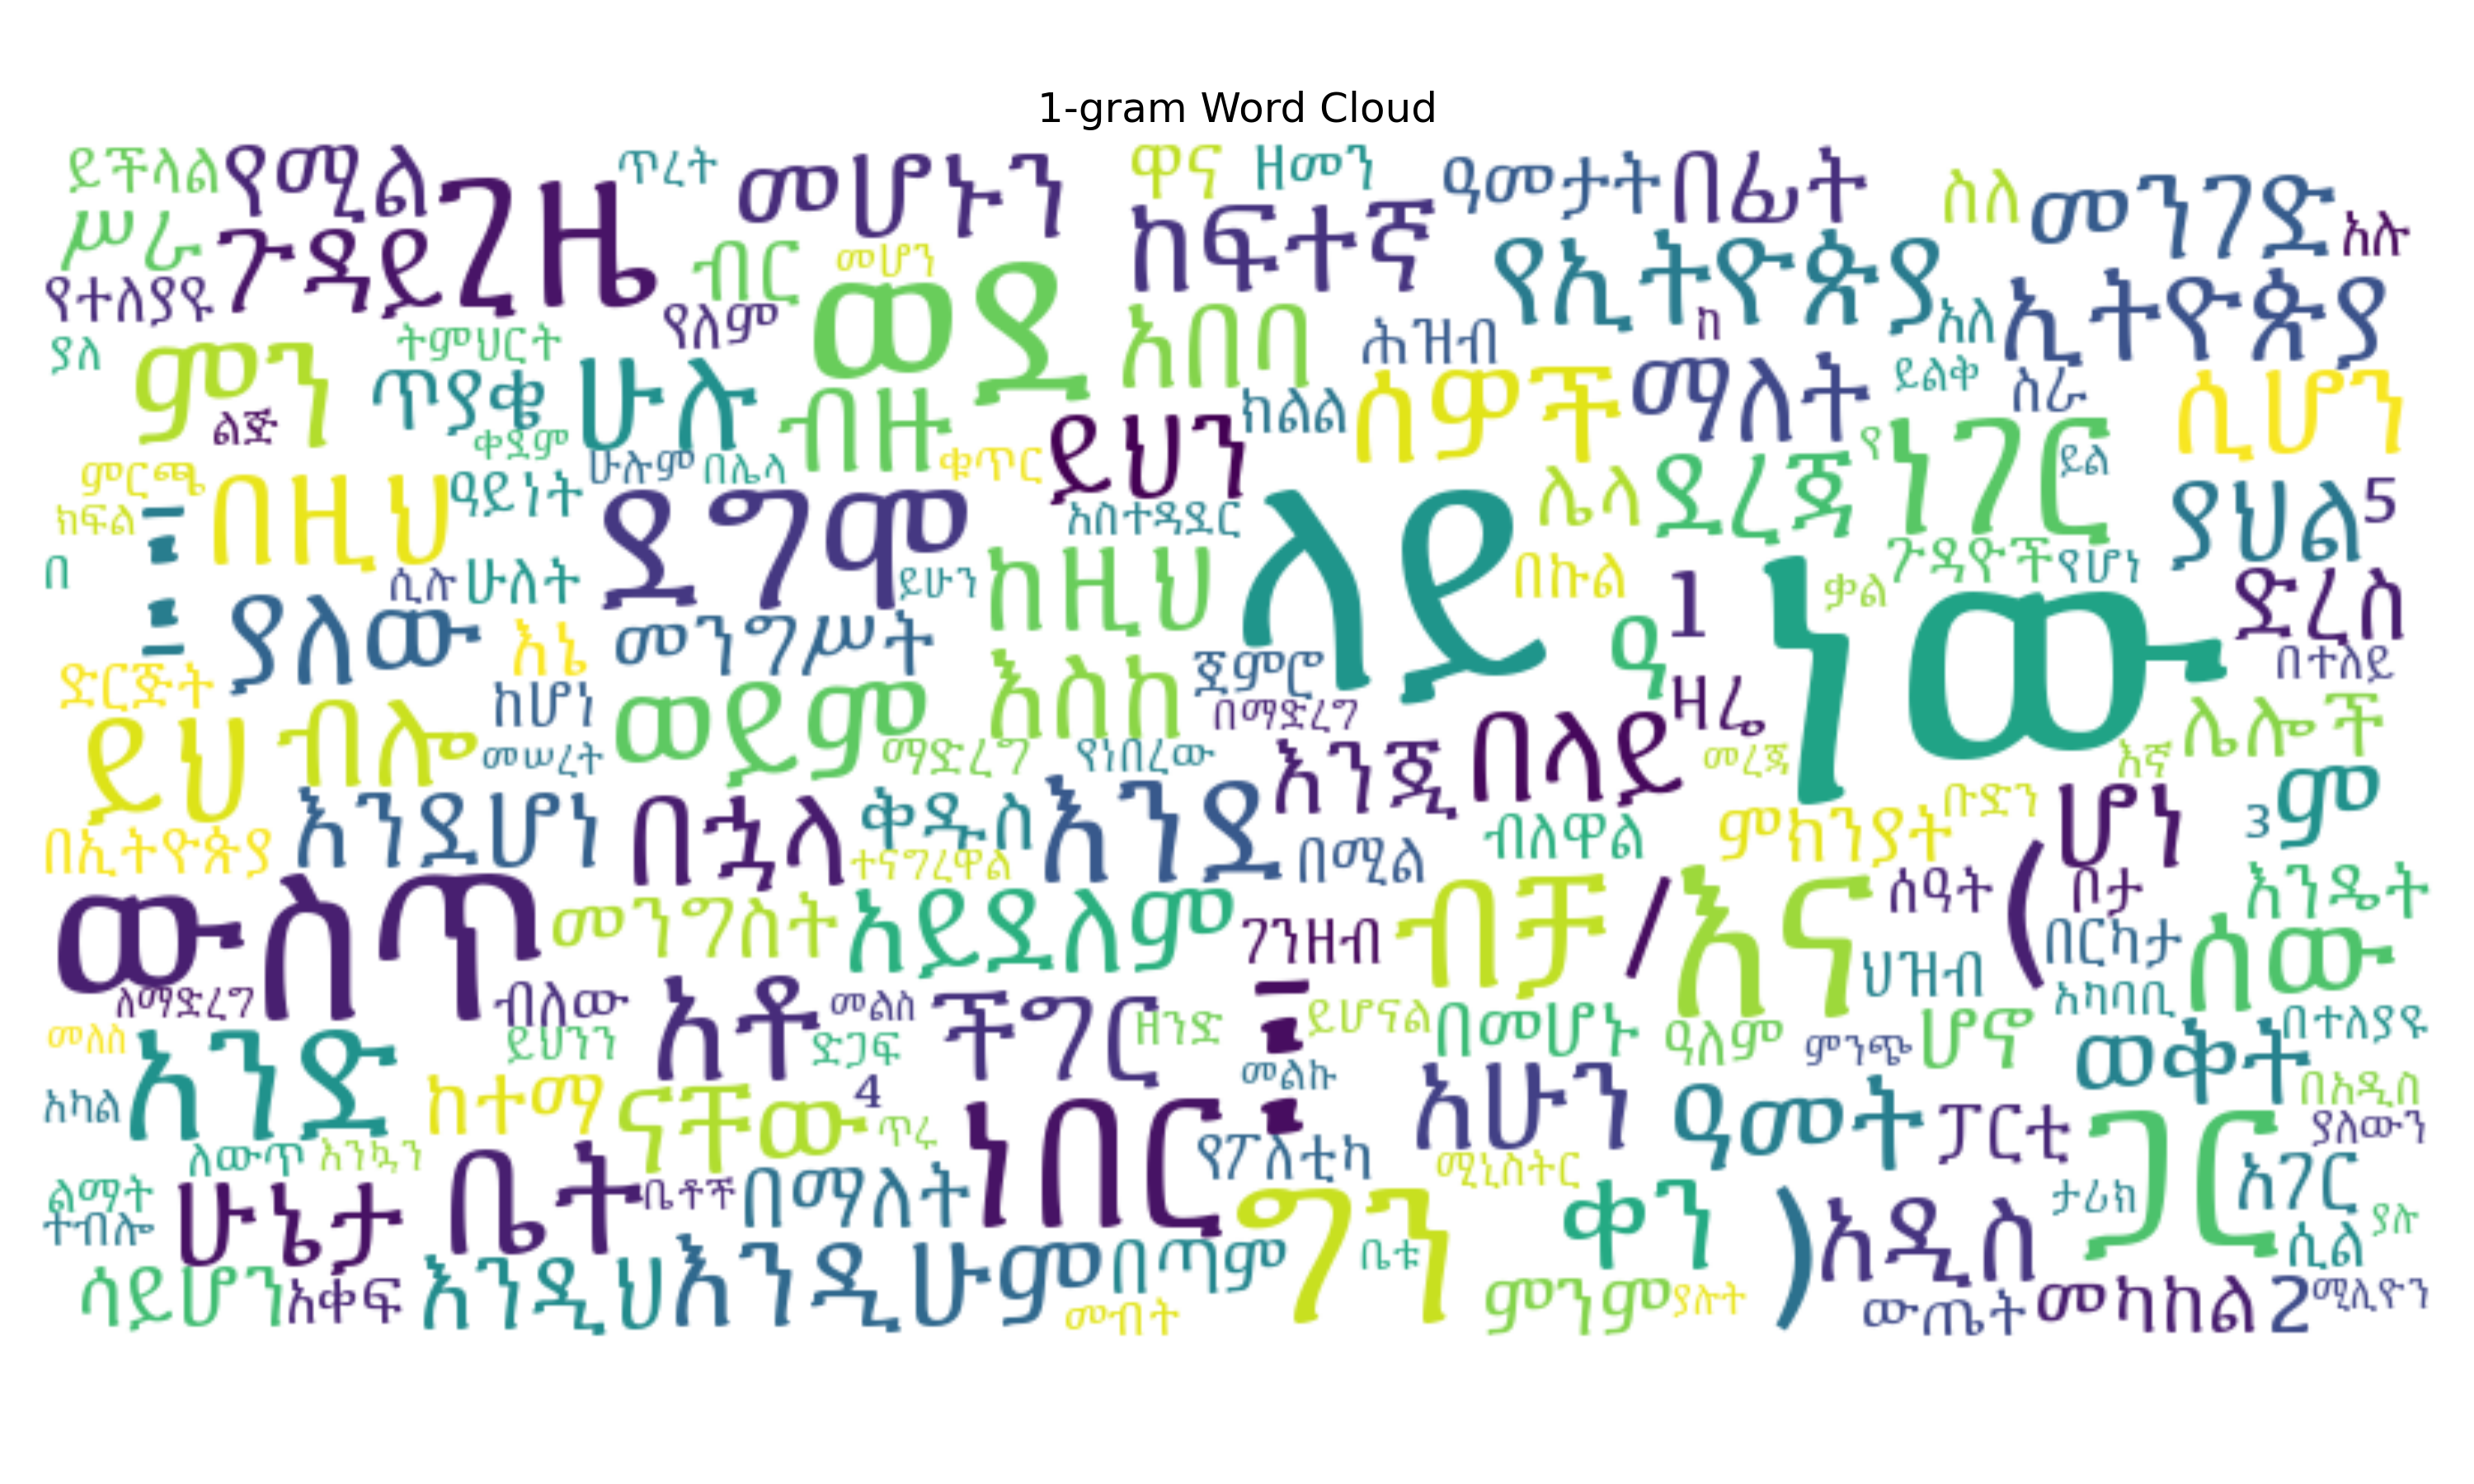 1-gram Word Cloud
ይችላል
የሚል
ጥረት
መሆኑን
ዋና
ዘመን
ዓመታት
በፊት
ስለ
መንገድ
አሉ
ሥራ
ጉዳይ
ጊዜ
ብር
መሆን
ከፍተኛ
የኢትዮጵያ
ኢትዮጵያ
አለ
የተለያዩ
የለም
ወደ
አበባ
ሕዝብ
ከ
ያለ
ምን
ትምህርት
ጥያቄ
ሁሉ
ብዙ
ይህን
ክልል
ሰዎች
ማለት
ይልቅ
ስራ
ሲሆን
ልጅ
ቀደም
ሁሉም
በሌላ
ቁጥር
የ
ነገር
ይል
ምርጫ
ክፍል
በ
፤
በዚህ
ዓይነት
ደግሞ
አስተዳደር
ላይ
ሌላ
ደረጃ
ያህል
5
ሲሉ
ሁለት
ይሁን
ከዚህ
በኩል
1
ነው
ቃል
ጉዳዮች
የሆነ
ድረስ
በተለይ
ያለው
እኔ
መንግሥት
እስከ
ጀምሮ
በማድረግ
ዓ
ዛሬ
ድርጅት
ይህ
ብሎ
ከሆነ
መሠረት
ወይም
ማድረግ
የነበረው
እንጂ
በላይ
መረጃ
እኛ
ሌሎች
በኢትዮጵያ
እንደሆነ
በኋላ
ቅዱስ
ተናግረዋል
እንደ
በሚል
ብለዋል
ምክንያት
ቡድን
ሆነ
3
ም
ውስጥ
ለማድረግ
መንግስት
አይደለም
ገንዘብ
ብቻ
/
እና
ሰዓት
(
ቦታ
በርካታ
እንዴት
ሰው
ህዝብ
አካባቢ
ብለው
አቶ
መልስ
ችግር
ዘንድ
፤
ይሆናል
በመሆኑ
ዓለም
ምንጭ
ሆኖ
ወቅት
በተለያዩ
መለስ
አንድ
ይህንን
ድጋፍ
መልኩ
አካል
ከተማ
ናቸው
4
ጥሩ
አሁን
ዓመት
ፓርቲ
ጋር
በአዲስ
ያለውን
ለውጥ
እንኳን
ቤት
ነበር
የፖለቲካ
ሚኒስትር
ልማት
ተብሎ
ሁኔታ
ቤቶች
በማለት
ግን
ቀን
)
አዲስ
ታሪክ
አገር
ሲል
ያሉ
ሳይሆን
አቀፍ
እንዲህ
እንዲሁም
በጣም
መብት
ቤቱ
ምንም
ያሉት
ውጤት
መካከል
2
ሚሊዮን